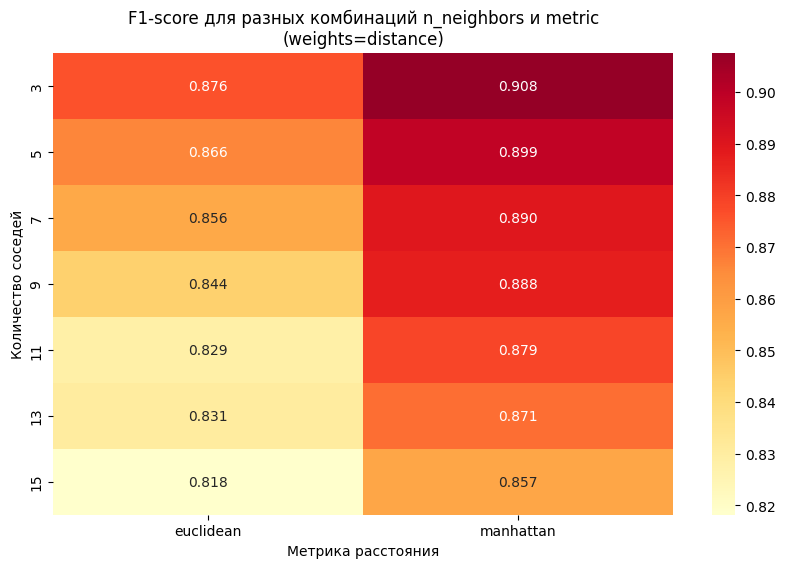 F1-score для разных комбинаций n_neighbors и metric
(weights=distance)
Количество соседей
3 0.876 0.908
5 0.866 0.899
7 0.856 0.890
9 0.844 0.888
11 0.829 0.879
13 0.831 0.871
15 0.818 0.857
euclidean manhattan
Метрика расстояния
0.90
0.89
0.88
0.87
0.86
0.85
0.84
0.83
0.82